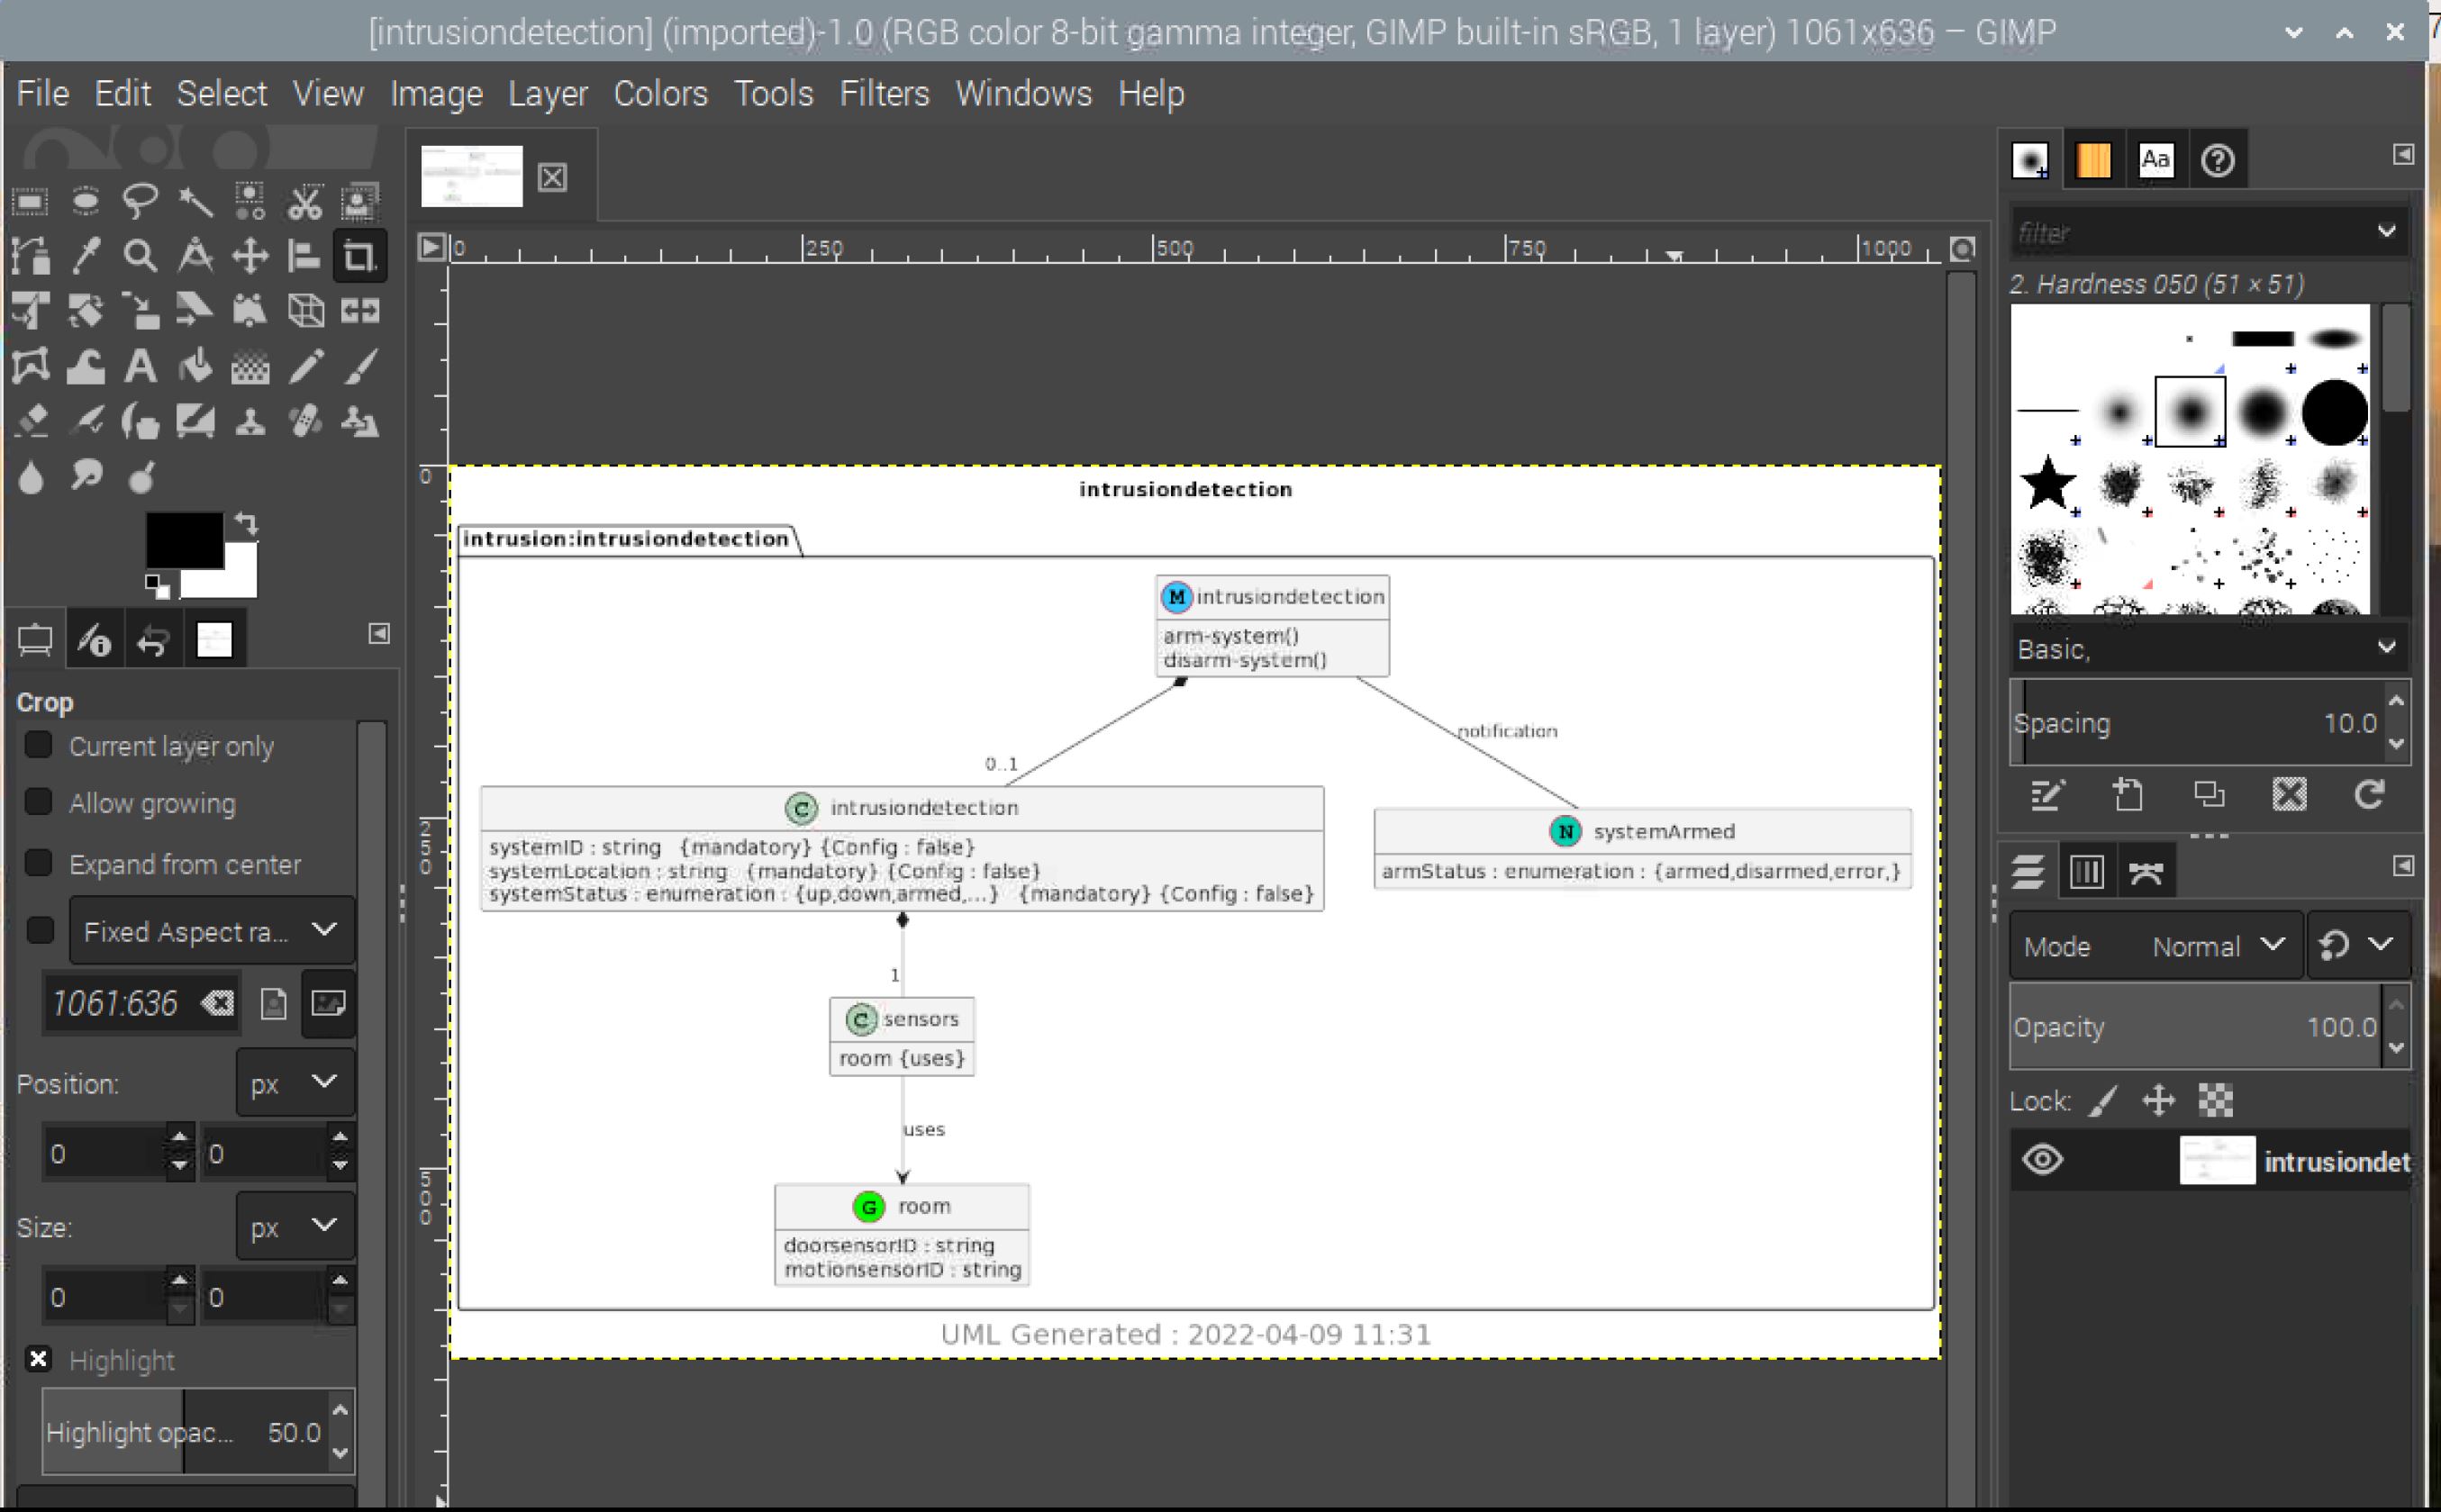 [intrusiondetection] (imported)-1.0 (RGB color 8-bit gamma integer, GIMP built-in sRGB, 1 layer) 1061x636 – GIMP
File Edit Select View Image Layer Colors Tools Filters Windows Help
0 250 500 750 1000
Aa
filter
2. Hardness 050 (51 × 51)
Basic,
Spacing 10.0
Mode Normal
Opacity 100.0
Lock:
intrusiondet
Crop
Current layer only
Allow growing
Expand from center
Fixed Aspect ra...
1061:636
Position: px
0 0
Size: px
0 0
Highlight
Highlight opac... 50.0
0
250
500
intrusiondetection
intrusion:intrusiondetection
M intrusiondetection
arm-system()
disarm-system()
notification
0..1
C intrusiondetection
systemID : string {mandatory} {Config : false}
systemLocation : string {mandatory} {Config : false}
systemStatus : enumeration : {up,down,armed,...} {mandatory} {Config : false}
N systemArmed
armStatus : enumeration : {armed,disarmed,error,}
1
C sensors
room {uses}
uses
G room
doorsensorID : string
motionsensorID : string
UML Generated : 2022-04-09 11:31